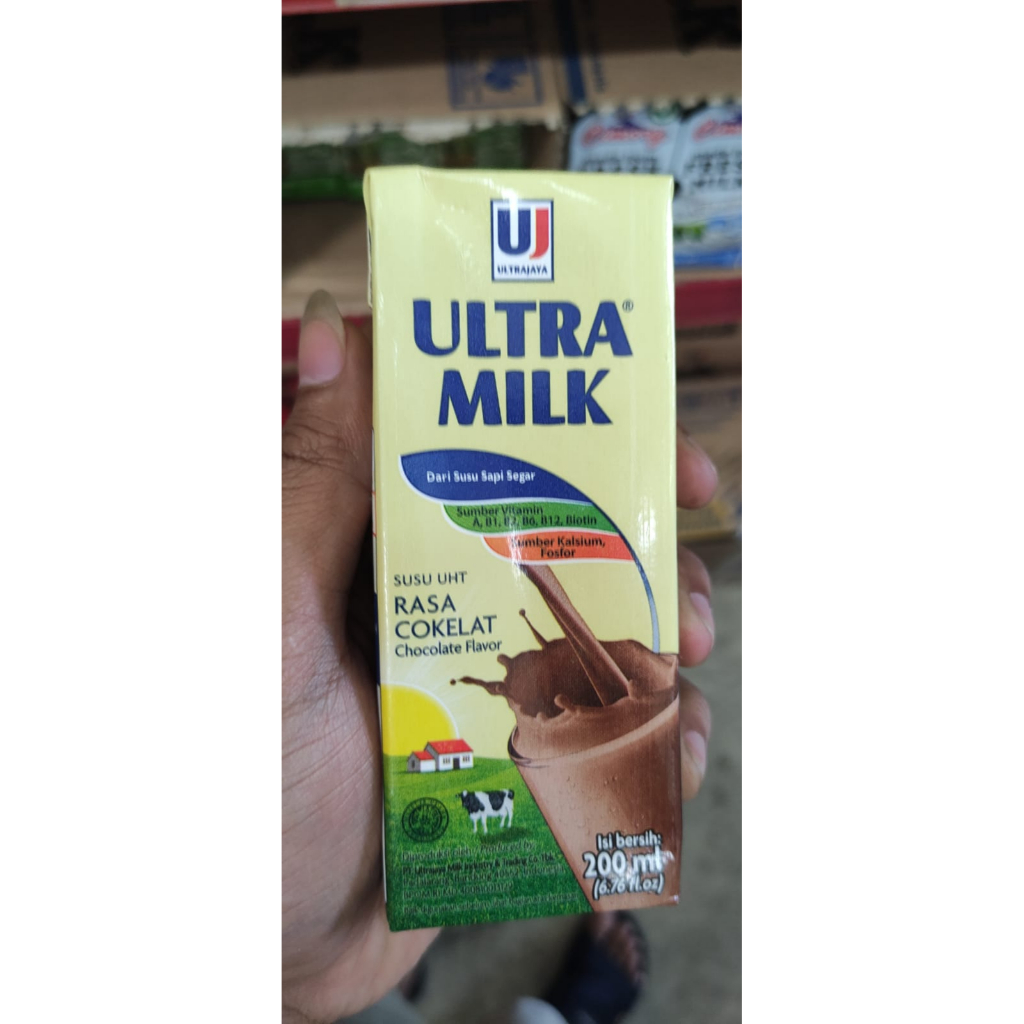 UJ
ULTRAJAYA
ULTRA®
MILK
Dari Susu Sapi Segar
Sumber Vitamin
A, B1, B2, B6, B12, Biotin
Sumber Kalsium,
Fosfor
SUSU UHT
RASA
COKELAT
Chocolate Flavor
Isi bersih:
200 ml
(6.76 fl.oz)
MILK